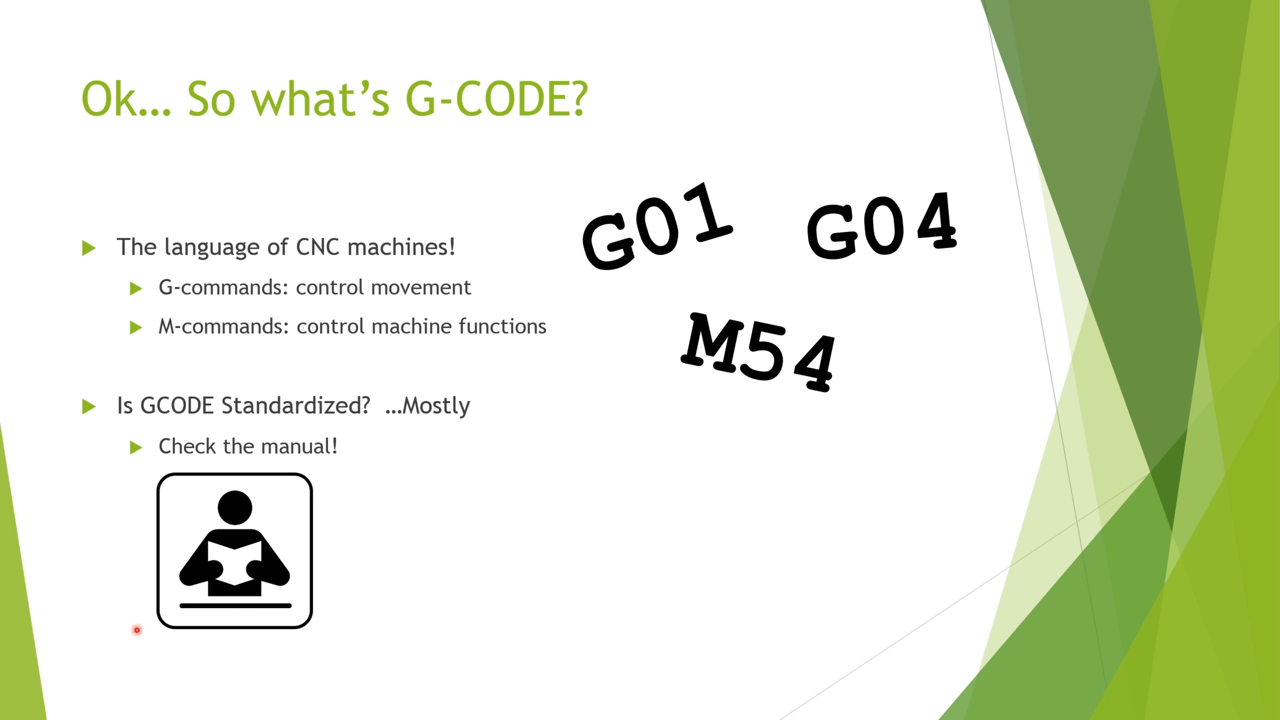 Ok… So what’s G-CODE?
The language of CNC machines!
G-commands: control movement
M-commands: control machine functions
Is GCODE Standardized?  …Mostly
Check the manual!
G01
G04
M54